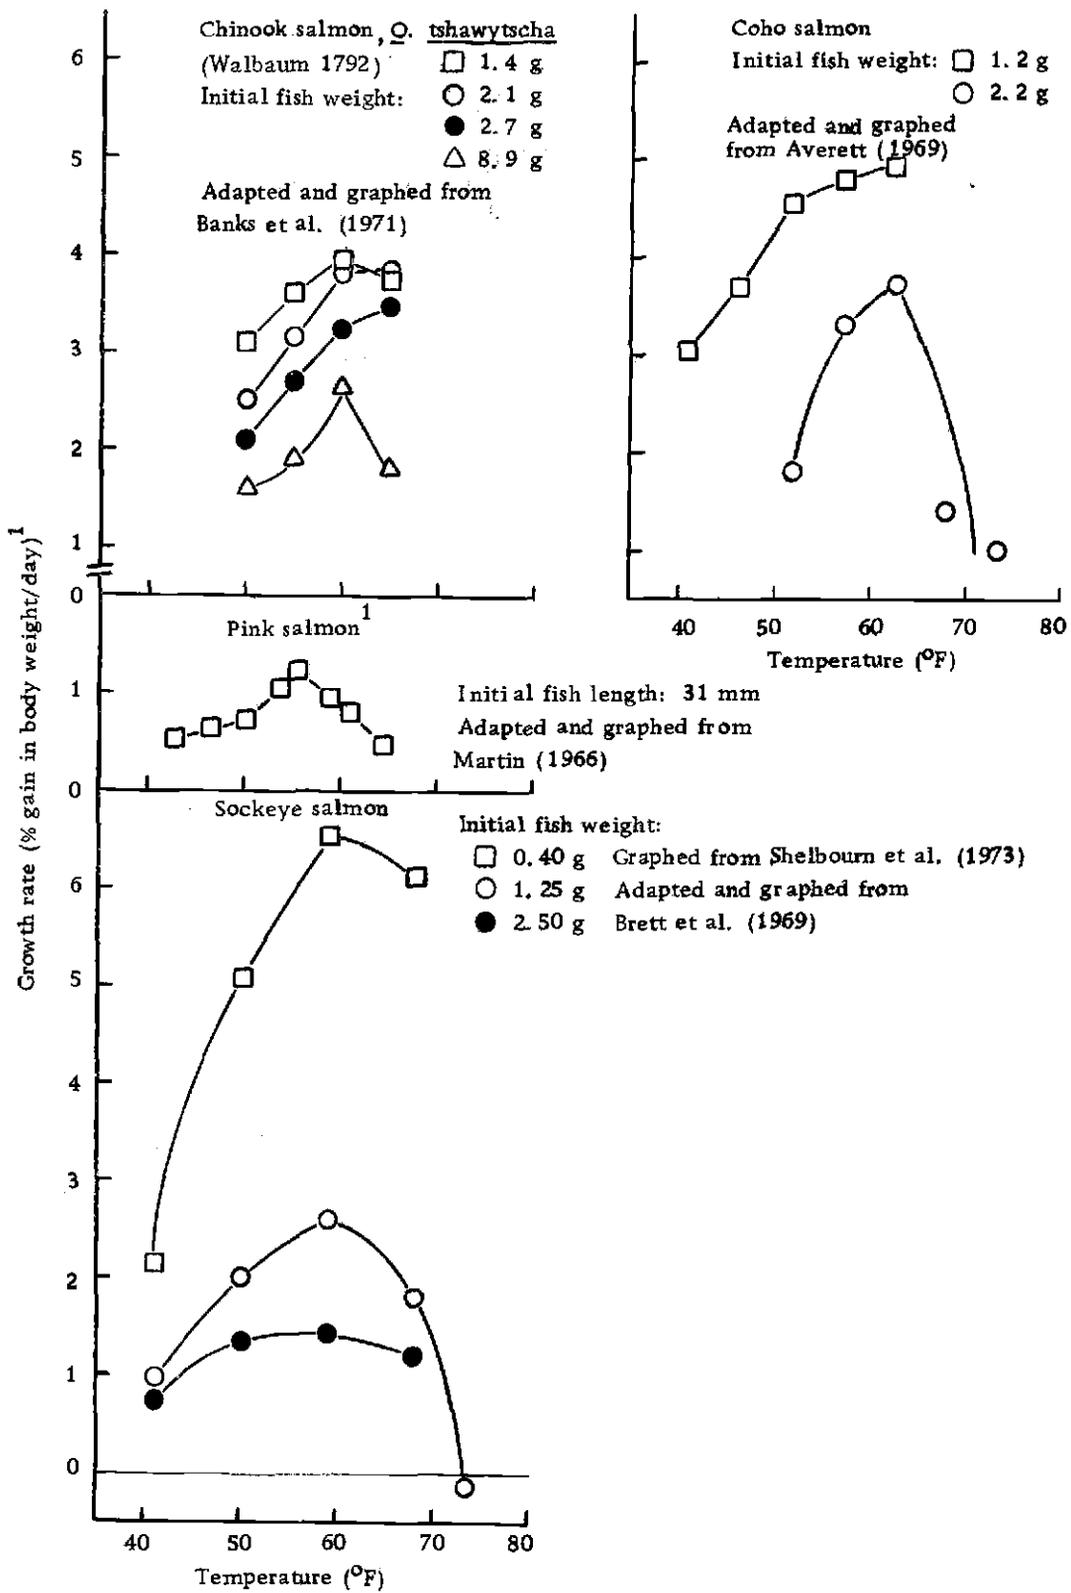 Chinook salmon, O. tshawytscha
(Walbaum 1792)
Initial fish weight:
1.4 g
2.1 g
2.7 g
8.9 g
Adapted and graphed from
Banks et al. (1971)
6
5
4
3
2
1
0
Coho salmon
Initial fish weight:
1.2 g
2.2 g
Adapted and graphed
from Averett (1969)
40 50 60 70 80
Temperature (°F)
Growth rate (% gain in body weight/day)1
Pink salmon1
Initial fish length: 31 mm
Adapted and graphed from
Martin (1966)
1
0
Sockeye salmon
Initial fish weight:
0.40 g Graphed from Shelbourn et al. (1973)
1.25 g Adapted and graphed from
2.50 g Brett et al. (1969)
6
5
4
3
2
1
0
40 50 60 70 80
Temperature (°F)